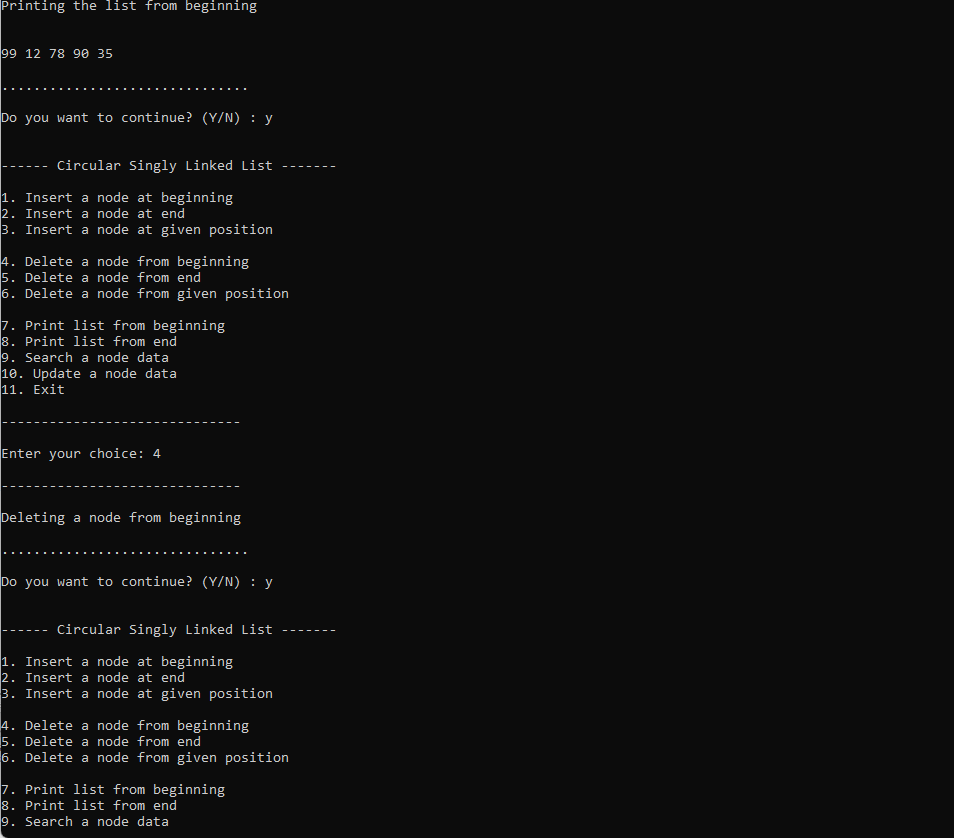 Printing the list from beginning
99 12 78 90 35
...............................
Do you want to continue? (Y/N) : y
------ Circular Singly Linked List -------
1. Insert a node at beginning
2. Insert a node at end
3. Insert a node at given position
4. Delete a node from beginning
5. Delete a node from end
6. Delete a node from given position
7. Print list from beginning
8. Print list from end
9. Search a node data
10. Update a node data
11. Exit
------------------------------
Enter your choice: 4
------------------------------
Deleting a node from beginning
...............................
Do you want to continue? (Y/N) : y
------ Circular Singly Linked List -------
1. Insert a node at beginning
2. Insert a node at end
3. Insert a node at given position
4. Delete a node from beginning
5. Delete a node from end
6. Delete a node from given position
7. Print list from beginning
8. Print list from end
9. Search a node data